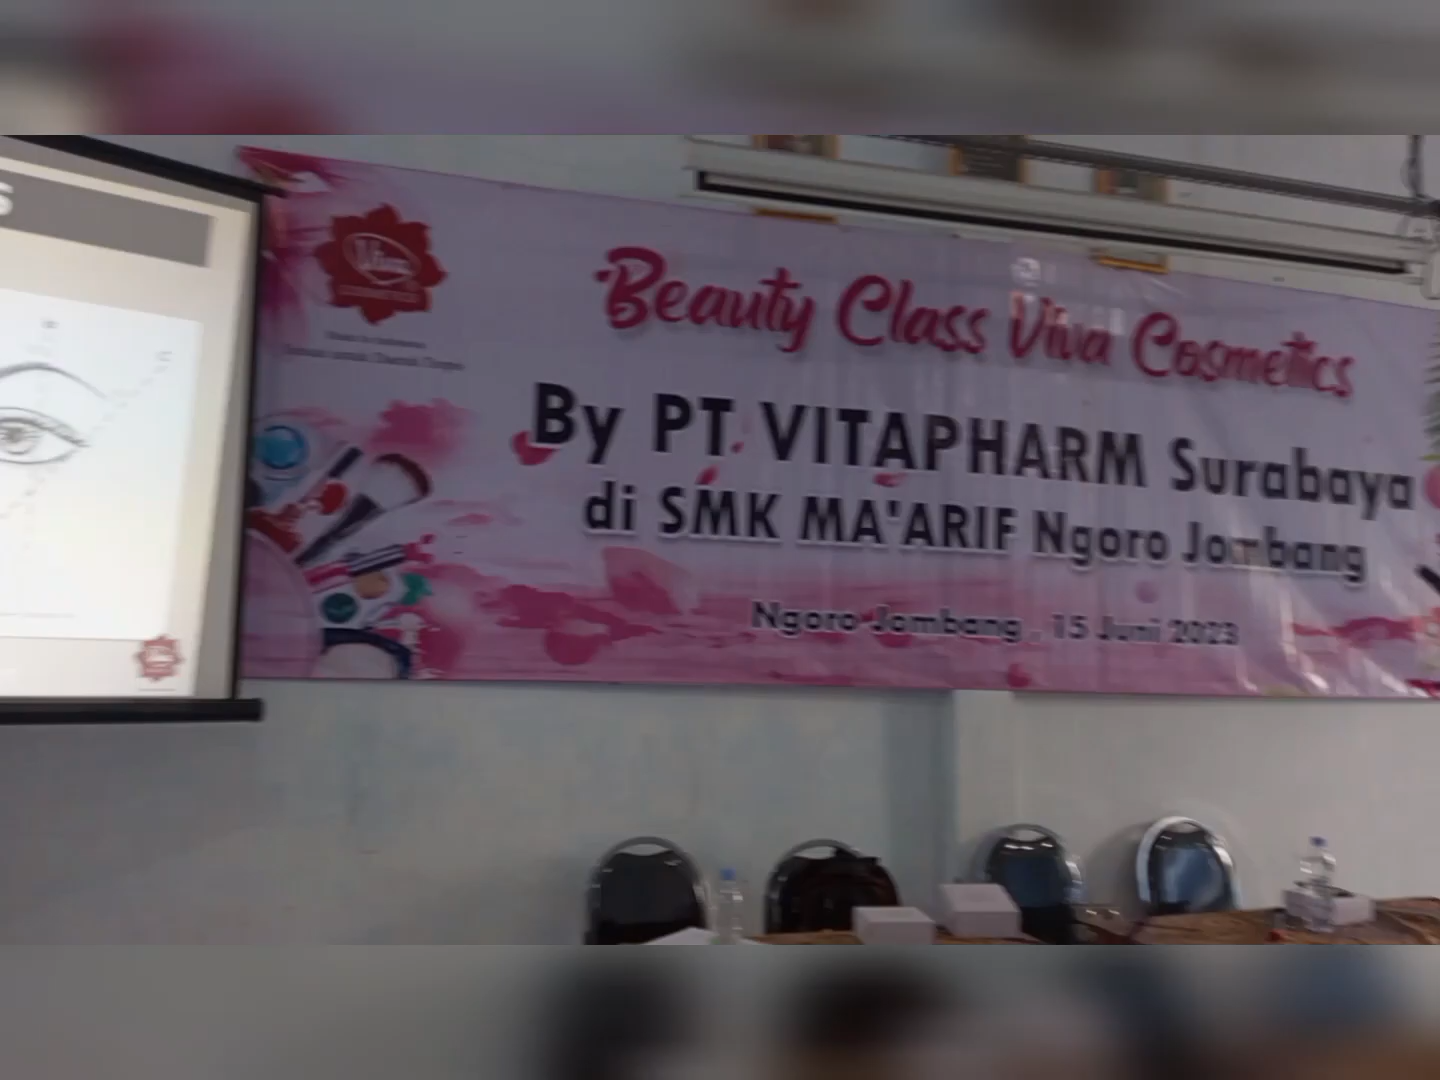 Viva
Beauty Class Viva Cosmetics
By PT. VITAPHARM Surabaya
di SMK MA'ARIF Ngoro Jombang
Ngoro Jombang , 15 Juni 2023